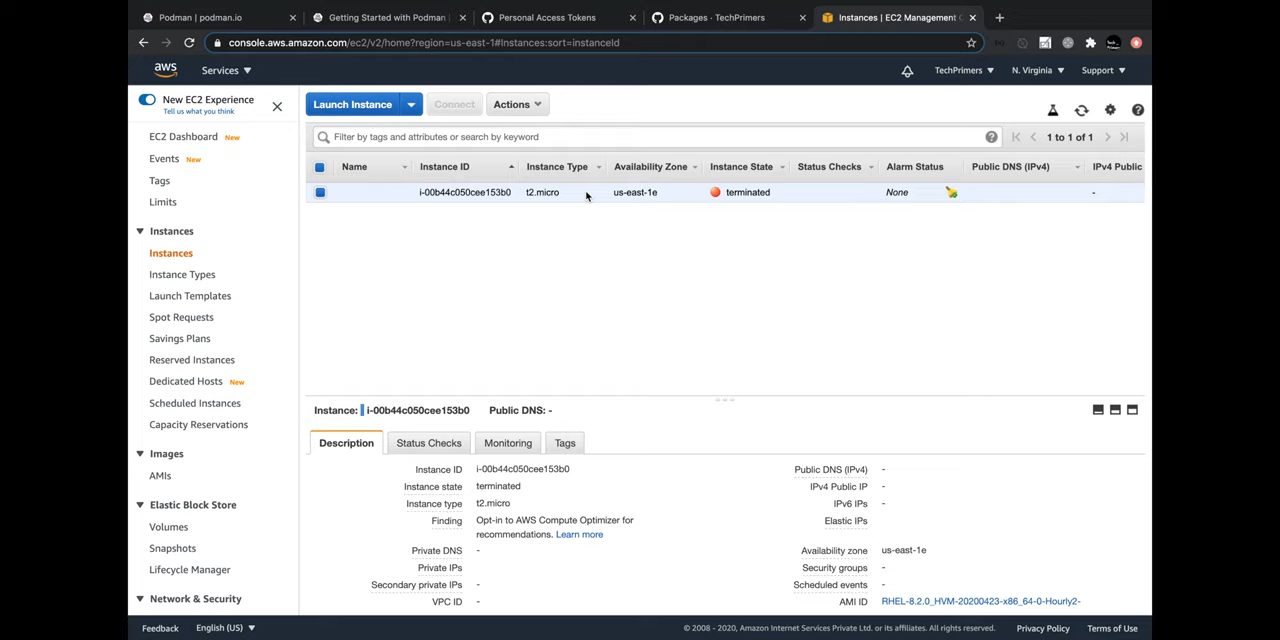 Podman | podman.io
Getting Started with Podman
Personal Access Tokens
Packages · TechPrimers
Instances | EC2 Management C
console.aws.amazon.com/ec2/v2/home?region=us-east-1#Instances:sort=instanceId
aws
Services
TechPrimers
N. Virginia
Support
New EC2 Experience
Tell us what you think
EC2 Dashboard New
Events New
Tags
Limits
Instances
Instances
Instance Types
Launch Templates
Spot Requests
Savings Plans
Reserved Instances
Dedicated Hosts New
Scheduled Instances
Capacity Reservations
Images
AMIs
Elastic Block Store
Volumes
Snapshots
Lifecycle Manager
Network & Security
Launch Instance
Connect
Actions
Filter by tags and attributes or search by keyword
1 to 1 of 1
Name Instance ID Instance Type Availability Zone Instance State Status Checks Alarm Status Public DNS (IPv4) IPv4 Public
i-00b44c050cee153b0 t2.micro us-east-1e terminated None -
Instance: i-00b44c050cee153b0 Public DNS: -
Description Status Checks Monitoring Tags
Instance ID i-00b44c050cee153b0
Instance state terminated
Instance type t2.micro
Finding Opt-in to AWS Compute Optimizer for
recommendations. Learn more
Private DNS -
Private IPs
Secondary private IPs -
VPC ID -
Public DNS (IPv4) -
IPv4 Public IP -
IPv6 IPs -
Elastic IPs
Availability zone us-east-1e
Security groups -
Scheduled events -
AMI ID RHEL-8.2.0_HVM-20200423-x86_64-0-Hourly2-
Feedback
English (US)
© 2008 - 2020, Amazon Internet Services Private Ltd. or its affiliates. All rights reserved.
Privacy Policy
Terms of Use